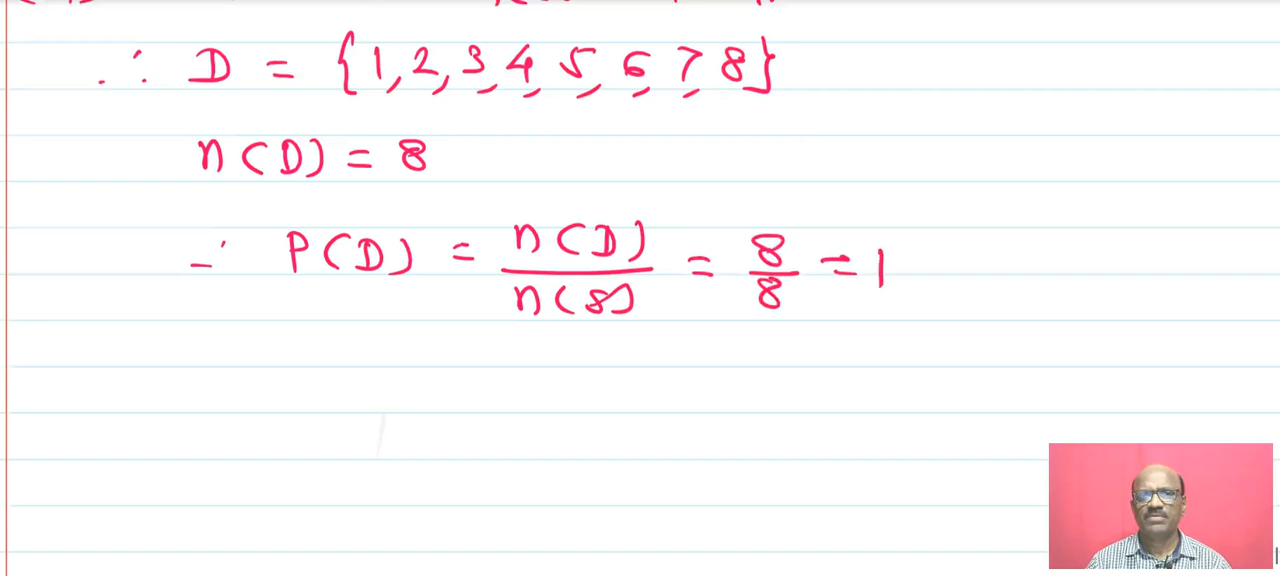 ∴ D = {1, 2, 3, 4, 5, 6, 7, 8}
n(D) = 8
∴ P(D) = n(D)/n(S) = 8/8 = 1